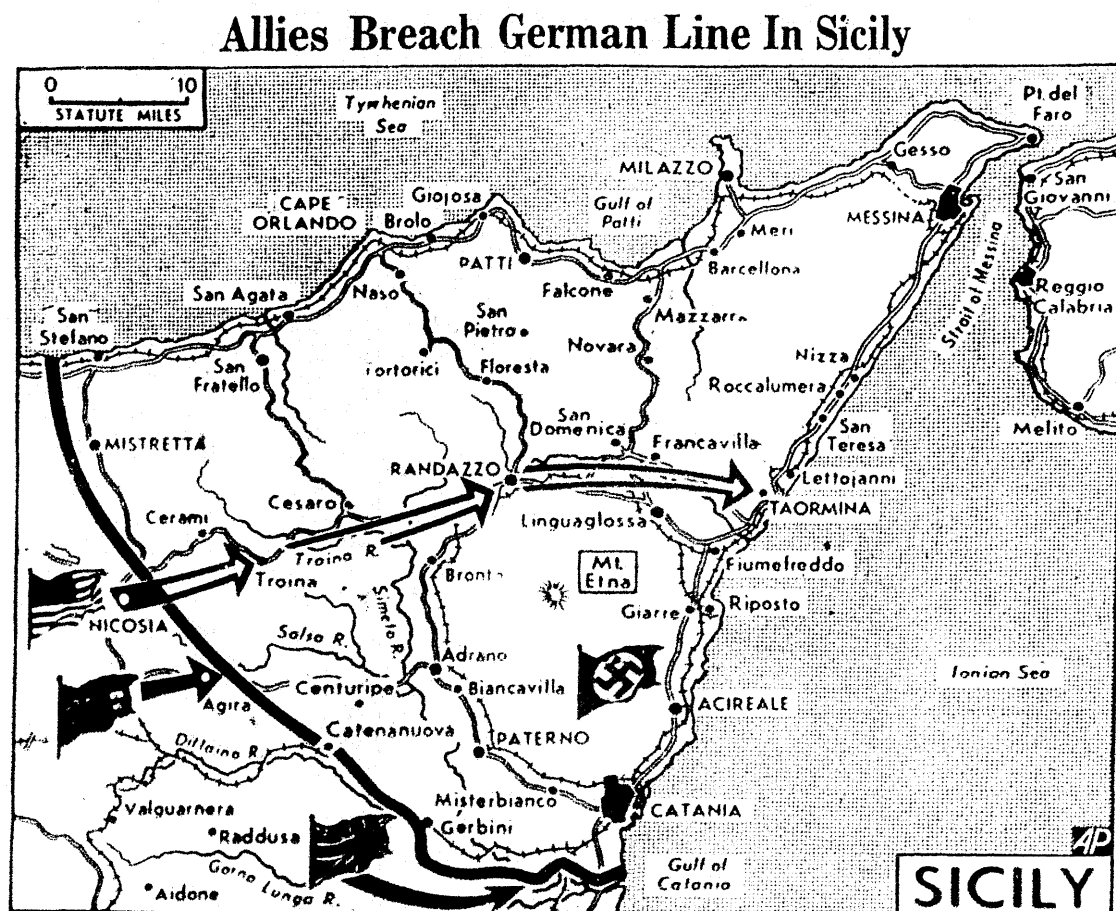 Allies Breach German Line In Sicily
0 10
STATUTE MILES
Tyrrhenian
Sea
Pt. del
Faro
Gesso
MILAZZO
San
Giovanni
CAPE
ORLANDO
Giojosa
Brolo
Gulf of
Patti
MESSINA
Meri
PATTI
Barcellona
Strait of Messina
Reggio
Calabria
San Agata
Naso
Falcone
San
Stefano
San
Pietro
Mazzarra
San
Fratello
Tortorici
Floresta
Novara
Nizza
Roccalumera
San
Domenica
Francavilla
San
Teresa
Melito
MISTRETTA
RANDAZZO
Lettojanni
Cesaro
TAORMINA
Cerami
Linguaglossa
Troina R.
Troina
Bronte
Mt.
Etna
Fiumefreddo
NICOSIA
Simeto R.
Giarre
Riposto
Salso R.
Adrano
Ionian Sea
Centuripe
Biancavilla
Agira
ACIREALE
Catenanuova
PATERNO
Dittaino R.
Valguarnera
Misterbianco
CATANIA
Raddusa
Gerbini
AP
Gorna Lunga R.
Gulf of
Catania
Aidone
SICILY